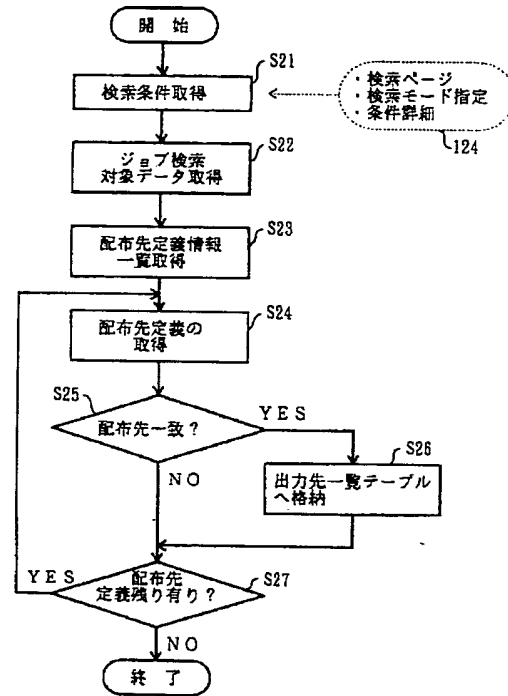 開 始
S21
検索条件取得
・検索ページ
・検索モード指定
・条件詳細
124
S22
ジョブ検索
対象データ取得
S23
配布先定義情報
一覧取得
S24
配布先定義の
取得
S25
配布先一致？
YES
NO
S26
出力先一覧テーブル
へ格納
YES
S27
配布先
定義残り有り？
NO
終 了